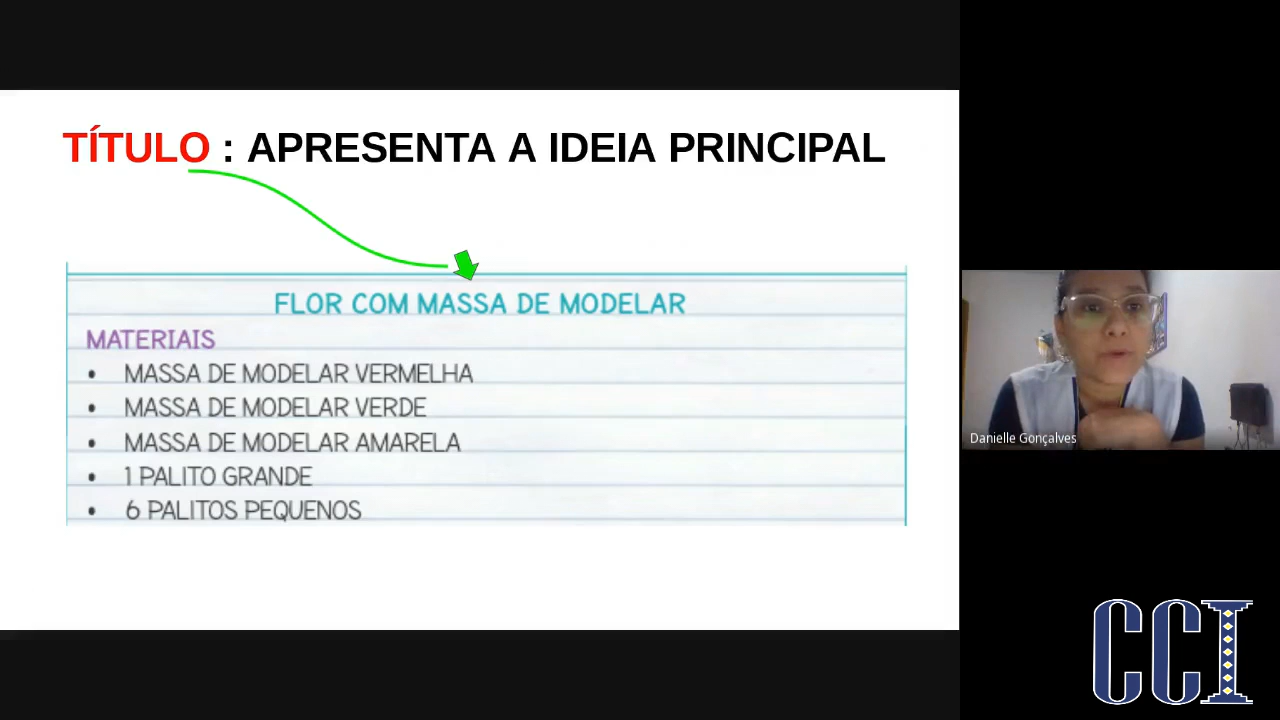 TÍTULO : APRESENTA A IDEIA PRINCIPAL
FLOR COM MASSA DE MODELAR
MATERIAIS
• MASSA DE MODELAR VERMELHA
• MASSA DE MODELAR VERDE
• MASSA DE MODELAR AMARELA
• 1 PALITO GRANDE
• 6 PALITOS PEQUENOS
Danielle Gonçalves
CCI